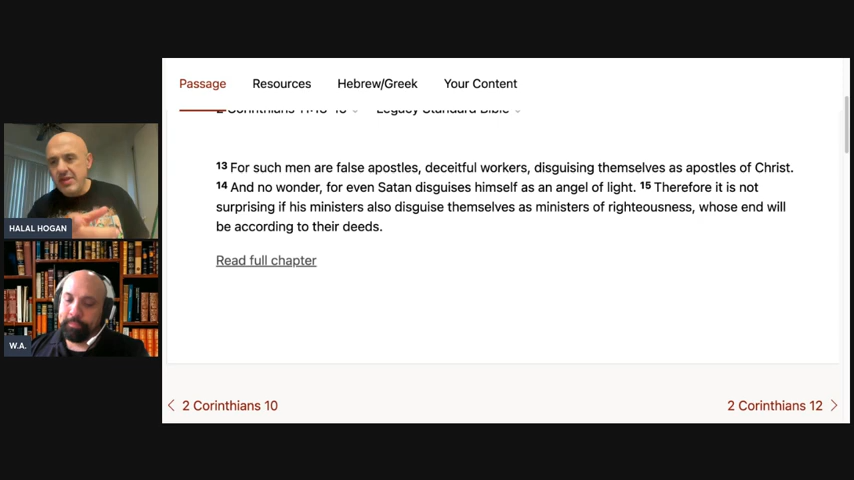 Passage Resources Hebrew/Greek Your Content
Legacy Standard Bible
13 For such men are false apostles, deceitful workers, disguising themselves as apostles of Christ.
14 And no wonder, for even Satan disguises himself as an angel of light. 15 Therefore it is not
surprising if his ministers also disguise themselves as ministers of righteousness, whose end will
be according to their deeds.
Read full chapter
2 Corinthians 10
2 Corinthians 12
HALAL HOGAN
W.A.